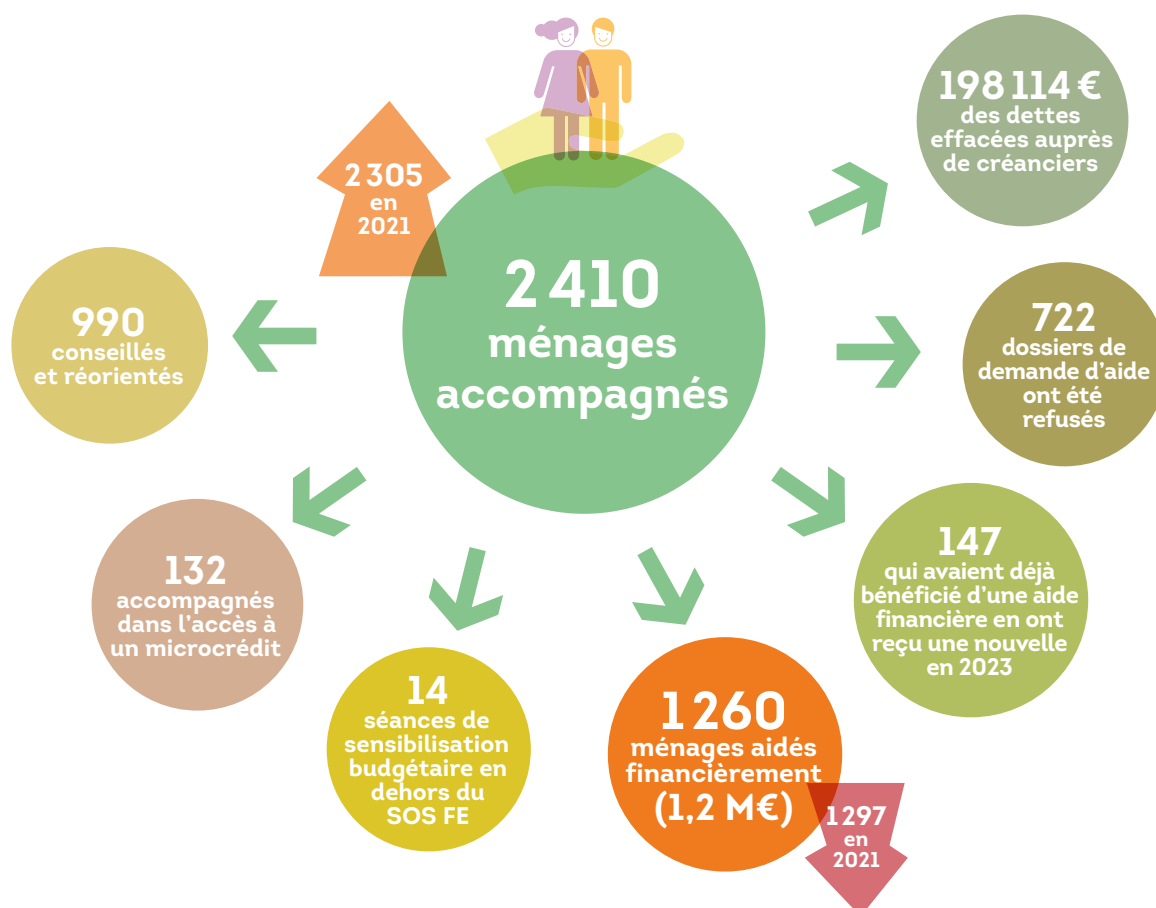 2 305
en
2021
2 410
ménages
accompagnés
198 114 €
des dettes
effacées auprès
de créanciers
722
dossiers de
demande d'aide
ont été
refusés
147
qui avaient déjà
bénéficié d'une aide
financière en ont
reçu une nouvelle
en 2023
1 260
ménages aidés
financièrement
(1,2 M€)
1 297
en
2021
14
séances de
sensibilisation
budgétaire en
dehors du
SOS FE
132
accompagnés
dans l'accès à
un microcrédit
990
conseillés
et réorientés